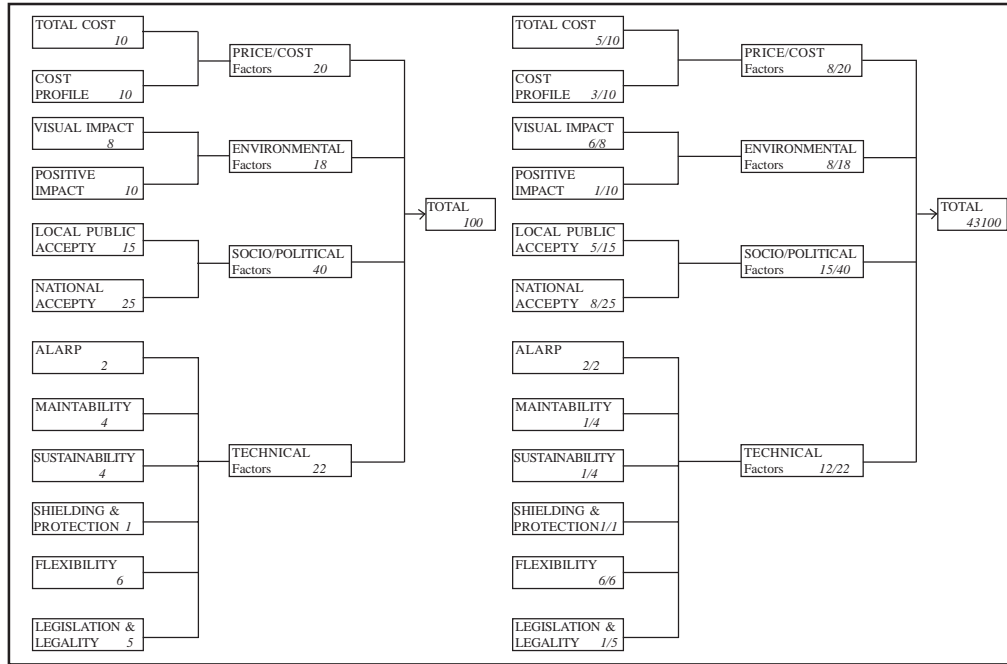 TOTAL COST
10
COST
PROFILE 10
VISUAL IMPACT
8
POSITIVE
IMPACT 10
LOCAL PUBLIC
ACCEPTY 15
NATIONAL
ACCEPTY 25
ALARP
2
MAINTABILITY
4
SUSTAINABILITY
4
SHIELDING &
PROTECTION 1
FLEXIBILITY
6
LEGISLATION &
LEGALITY 5
PRICE/COST
Factors 20
ENVIRONMENTAL
Factors 18
SOCIO/POLITICAL
Factors 40
TECHNICAL
Factors 22
TOTAL
100
TOTAL COST
5/10
COST
PROFILE 3/10
VISUAL IMPACT
6/8
POSITIVE
IMPACT 1/10
LOCAL PUBLIC
ACCEPTY 5/15
NATIONAL
ACCEPTY 8/25
ALARP
2/2
MAINTABILITY
1/4
SUSTAINABILITY
1/4
SHIELDING &
PROTECTION 1/1
FLEXIBILITY
6/6
LEGISLATION &
LEGALITY 1/5
PRICE/COST
Factors 8/20
ENVIRONMENTAL
Factors 8/18
SOCIO/POLITICAL
Factors 15/40
TECHNICAL
Factors 12/22
TOTAL
43100